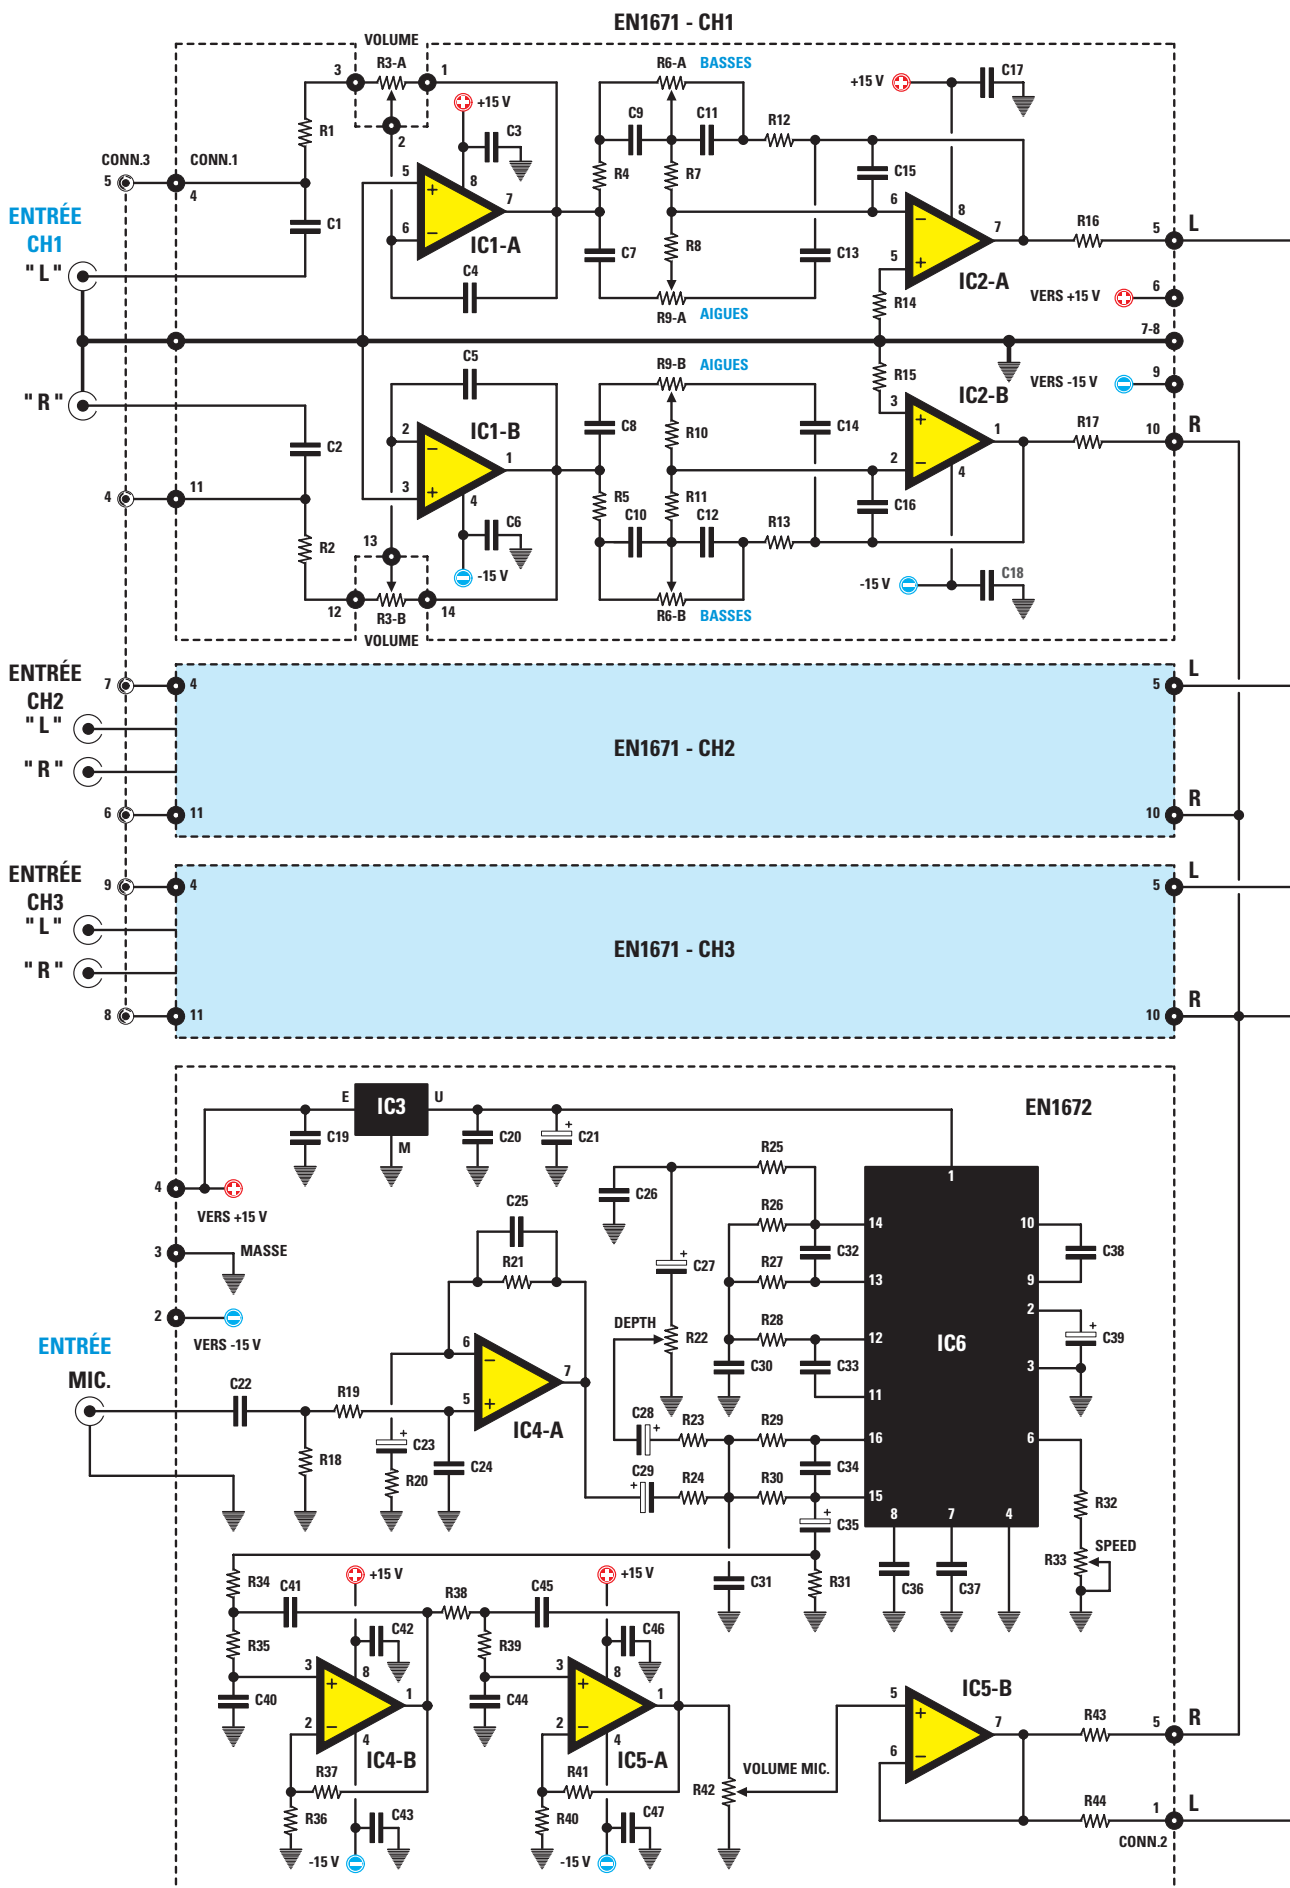 EN1671 - CH1
VOLUME
R3-A
3
1
2
R1
CONN.3
CONN.1
5
4
ENTRÉE
CH1
" L "
C1
+15 V
C3
5
8
7
6
IC1-A
C4
R6-A
BASSES
C9
C11
R12
R4
R7
C7
R8
C13
R9-A
AIGUES
+15 V
C17
C15
6
8
7
5
IC2-A
R14
R16
5
L
6
VERS +15 V
7-8
" R "
C2
4
11
R2
C5
2
IC1-B
1
3
4
C6
-15 V
13
12
R3-B
14
VOLUME
R9-B
AIGUES
C8
R10
C14
R5
R11
C10
C12
R13
R6-B
BASSES
R15
IC2-B
3
1
2
4
C16
-15 V
C18
VERS -15 V
9
R17
10
R
ENTRÉE
CH2
" L "
" R "
7
4
6
11
EN1671 - CH2
5
L
10
R
ENTRÉE
CH3
" L "
" R "
9
4
8
11
EN1671 - CH3
5
L
10
R
EN1672
E
IC3
U
M
C19
C20
C21
4
VERS +15 V
3
MASSE
2
VERS -15 V
ENTRÉE
MIC.
C22
R19
R18
C23
R20
C24
C25
R21
6
7
5
IC4-A
C26
C27
DEPTH
R22
R25
R26
R27
R28
C30
C32
C33
C28
R23
R29
C29
R24
R30
C34
C35
C31
R31
1
14
13
12
11
16
15
IC6
10
9
2
3
6
8
7
4
C38
C39
C36
C37
R32
R33
SPEED
R34
C41
R35
C40
+15 V
C42
3
8
1
2
4
IC4-B
R37
R36
C43
-15 V
R38
C45
R39
C44
+15 V
C46
3
8
1
2
4
IC5-A
R41
R40
C47
-15 V
R42
VOLUME MIC.
IC5-B
5
7
6
R43
5
R
R44
1
L
CONN.2